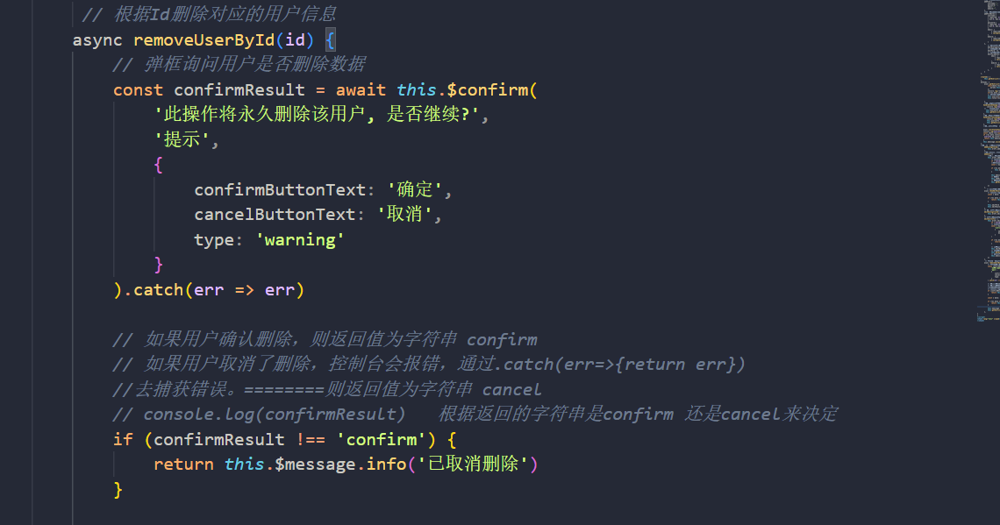 // 根据Id删除对应的用户信息
async removeUserById(id) {
// 弹框询问用户是否删除数据
const confirmResult = await this.$confirm(
'此操作将永久删除该用户, 是否继续?',
'提示',
{
confirmButtonText: '确定',
cancelButtonText: '取消',
type: 'warning'
}
).catch(err => err)
// 如果用户确认删除，则返回值为字符串 confirm
// 如果用户取消了删除，控制台会报错，通过.catch(err=>{return err})
//去捕获错误。========则返回值为字符串 cancel
// console.log(confirmResult)   根据返回的字符串是confirm 还是cancel来决定
if (confirmResult !== 'confirm') {
return this.$message.info('已取消删除')
}